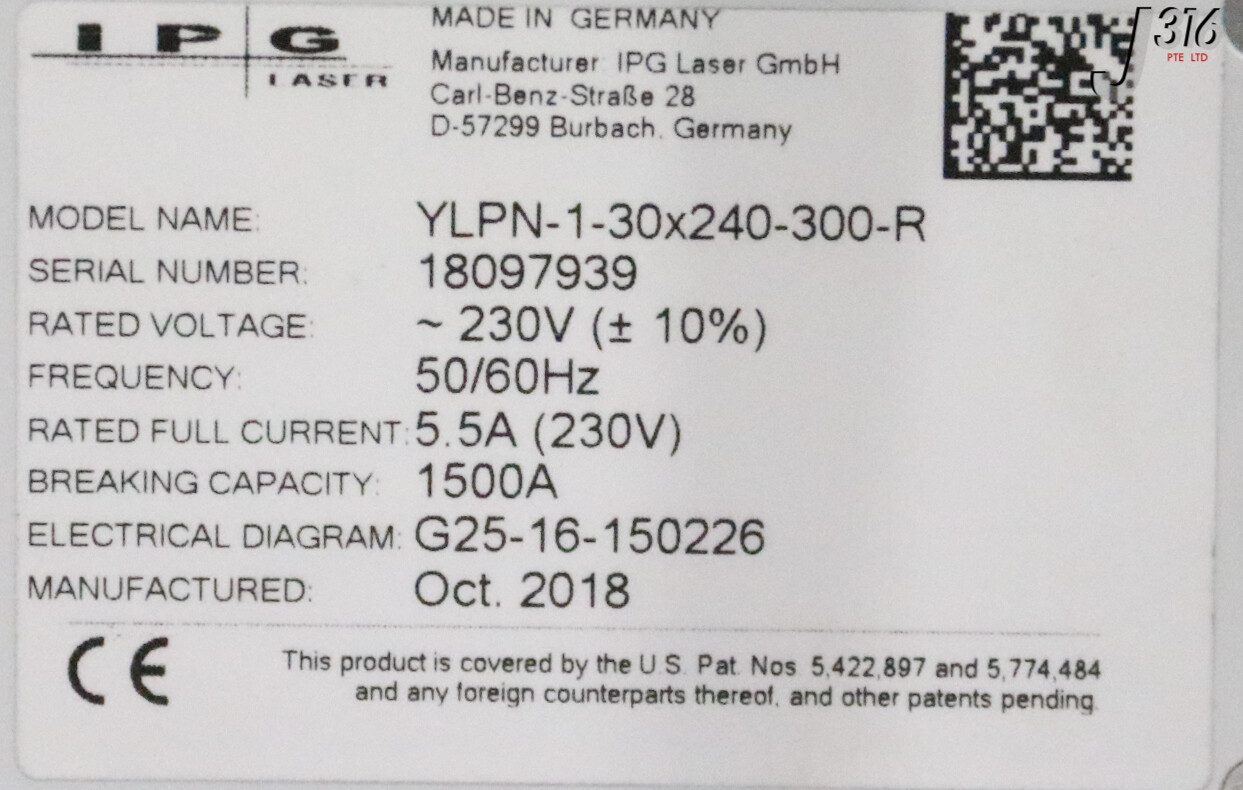 IPG
LASER
MADE IN GERMANY
Manufacturer: IPG Laser GmbH
Carl-Benz-Straße 28
D-57299 Burbach, Germany
J316
PTE LTD
MODEL NAME: YLPN-1-30x240-300-R
SERIAL NUMBER: 18097939
RATED VOLTAGE: ~ 230V (± 10%)
FREQUENCY: 50/60Hz
RATED FULL CURRENT: 5.5A (230V)
BREAKING CAPACITY: 1500A
ELECTRICAL DIAGRAM: G25-16-150226
MANUFACTURED: Oct. 2018
CE
This product is covered by the U.S. Pat. Nos. 5,422,897 and 5,774,484
and any foreign counterparts thereof, and other patents pending.